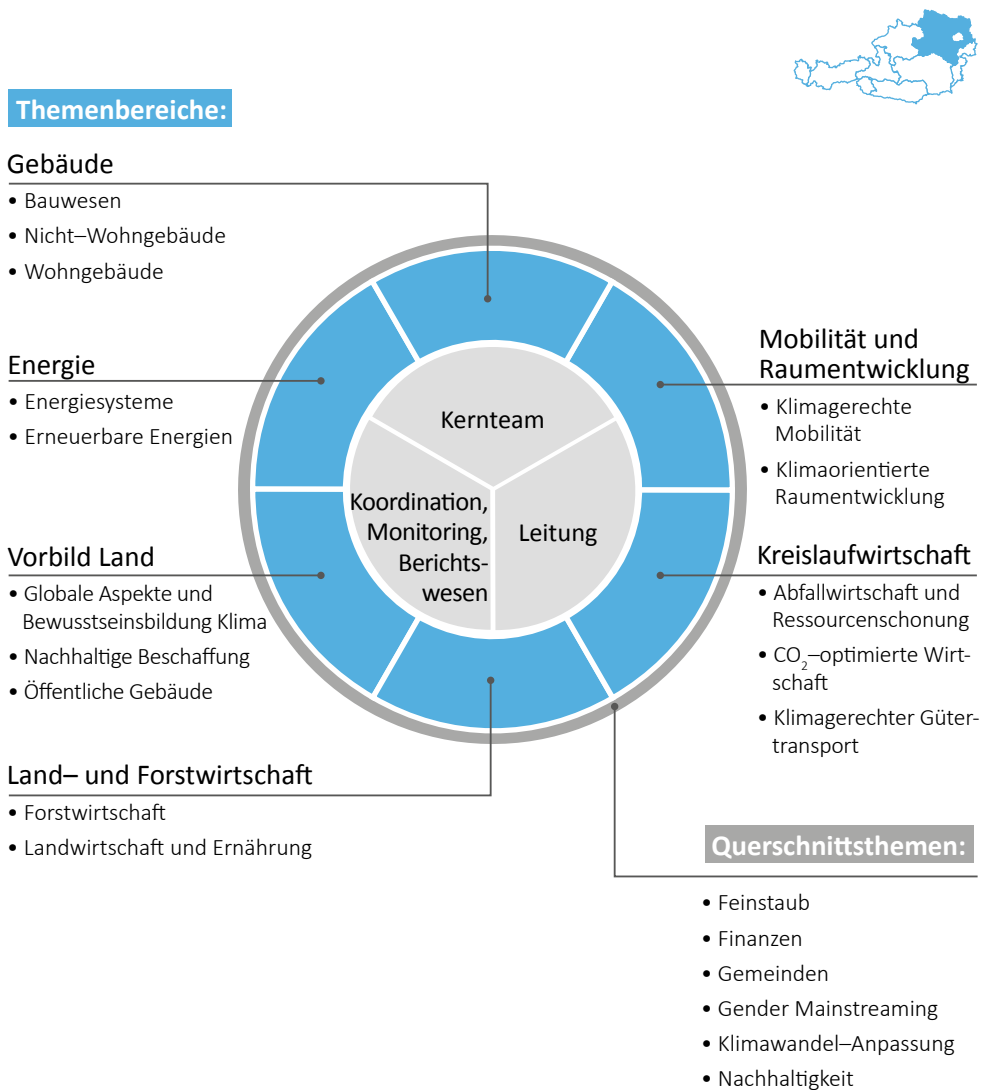 Themenbereiche:
Gebäude
• Bauwesen
• Nicht–Wohngebäude
• Wohngebäude
Energie
• Energiesysteme
• Erneuerbare Energien
Vorbild Land
• Globale Aspekte und
Bewusstseinsbildung Klima
• Nachhaltige Beschaffung
• Öffentliche Gebäude
Land– und Forstwirtschaft
• Forstwirtschaft
• Landwirtschaft und Ernährung
Kernteam
Koordination,
Monitoring,
Berichts-
wesen
Leitung
Mobilität und
Raumentwicklung
• Klimagerechte
Mobilität
• Klimaorientierte
Raumentwicklung
Kreislaufwirtschaft
• Abfallwirtschaft und
Ressourcenschonung
• CO₂–optimierte Wirt-
schaft
• Klimagerechter Güter-
transport
Querschnittsthemen:
• Feinstaub
• Finanzen
• Gemeinden
• Gender Mainstreaming
• Klimawandel–Anpassung
• Nachhaltigkeit